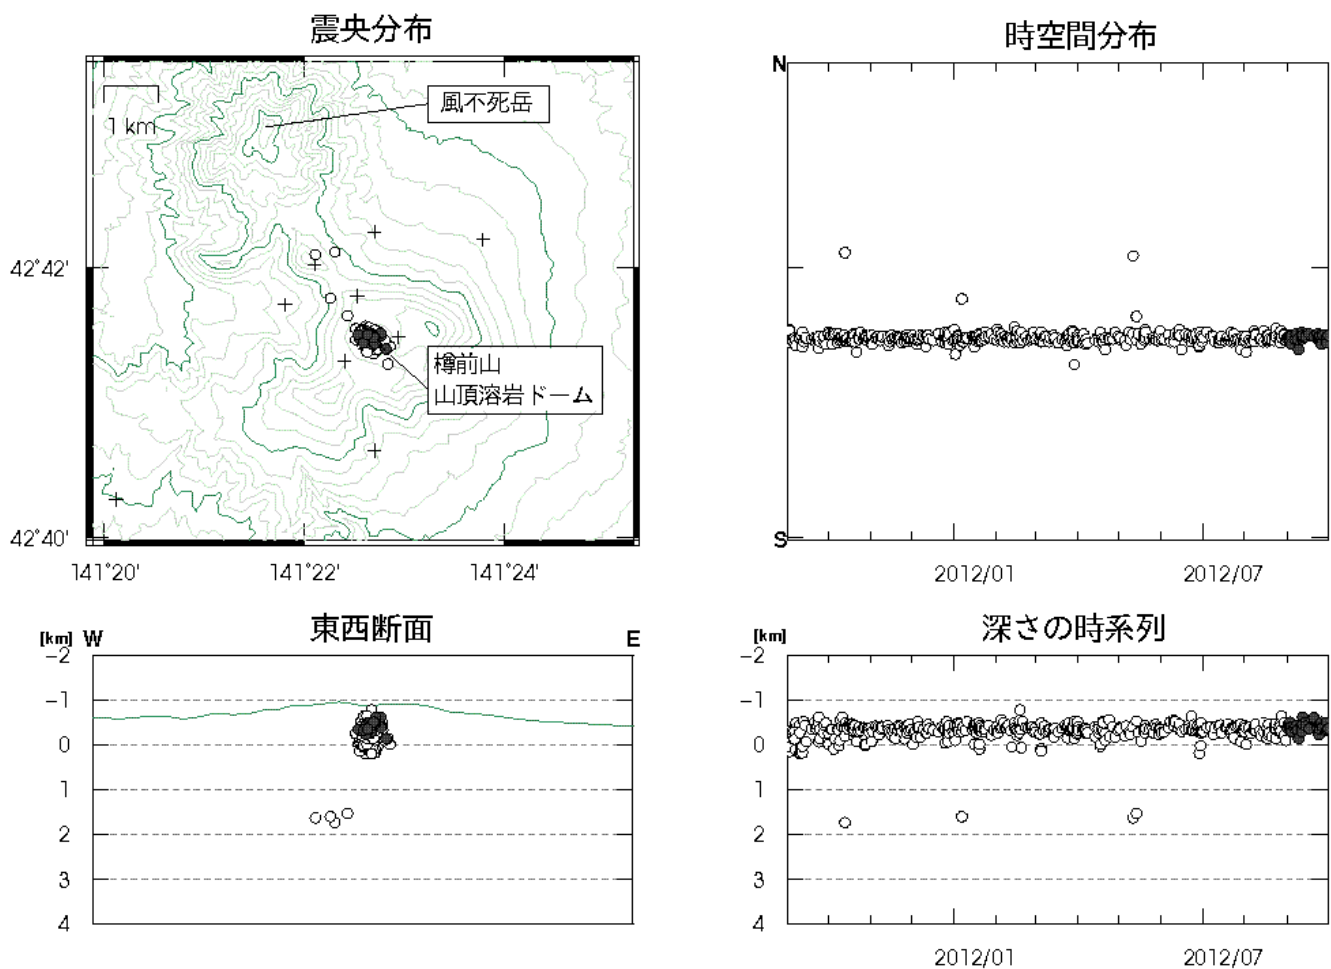 震央分布
1 km
風不死岳
樽前山
山頂溶岩ドーム
42°42'
42°40'
141°20'
141°22'
141°24'
時空間分布
N
S
2012/01
2012/07
東西断面
[km] W
E
-2
-1
0
1
2
3
4
深さの時系列
[km]
-2
-1
0
1
2
3
4
2012/01
2012/07